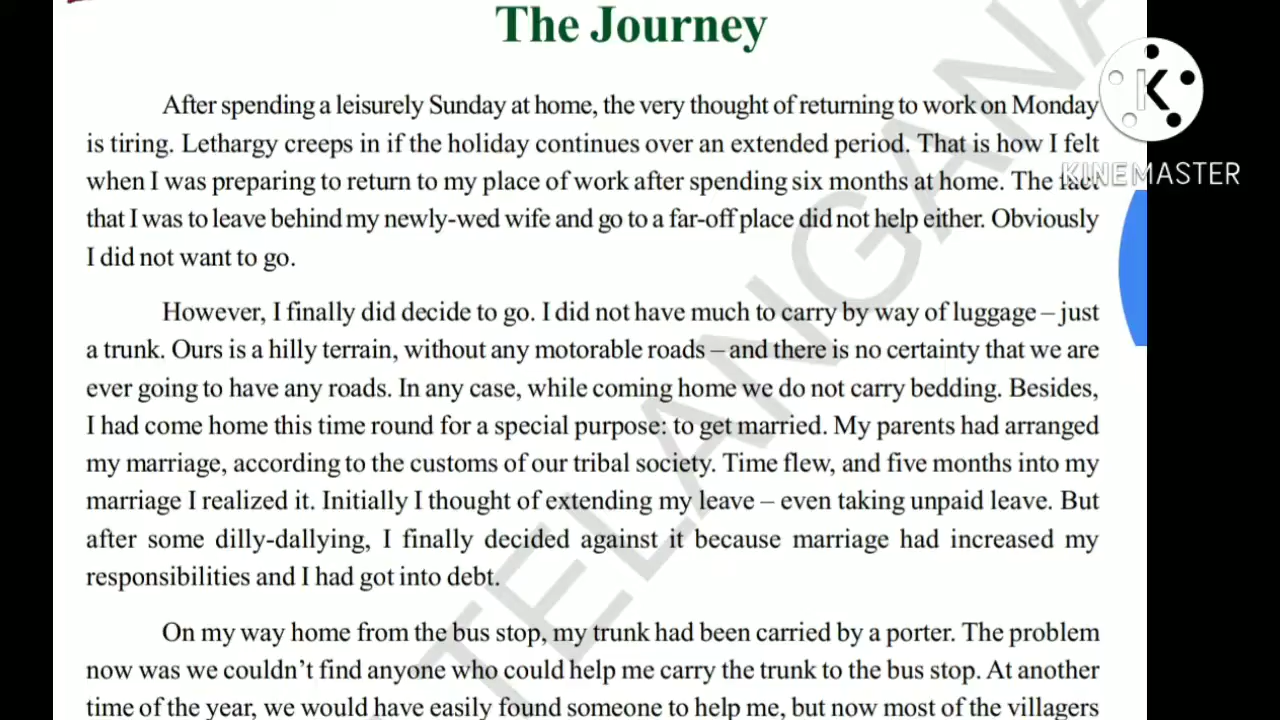 The Journey
After spending a leisurely Sunday at home, the very thought of returning to work on Monday
is tiring. Lethargy creeps in if the holiday continues over an extended period. That is how I felt
when I was preparing to return to my place of work after spending six months at home. The fact
that I was to leave behind my newly-wed wife and go to a far-off place did not help either. Obviously
I did not want to go.
However, I finally did decide to go. I did not have much to carry by way of luggage – just
a trunk. Ours is a hilly terrain, without any motorable roads – and there is no certainty that we are
ever going to have any roads. In any case, while coming home we do not carry bedding. Besides,
I had come home this time round for a special purpose: to get married. My parents had arranged
my marriage, according to the customs of our tribal society. Time flew, and five months into my
marriage I realized it. Initially I thought of extending my leave – even taking unpaid leave. But
after some dilly-dallying, I finally decided against it because marriage had increased my
responsibilities and I had got into debt.
On my way home from the bus stop, my trunk had been carried by a porter. The problem
now was we couldn't find anyone who could help me carry the trunk to the bus stop. At another
time of the year, we would have easily found someone to help me, but now most of the villagers
TELANGANA
K
KINEMASTER